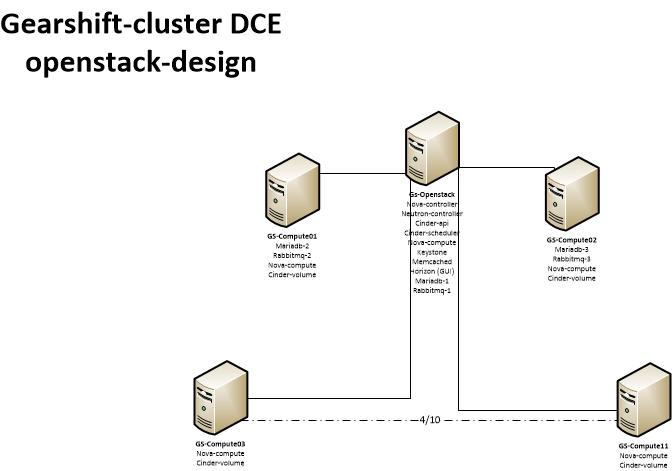 Gearshift-cluster DCE
openstack-design
Gs-Openstack
Nova-controller
Neutron-controller
Cinder-api
Cinder-scheduler
Nova-compute
Keystone
Memcached
Horizon (GUI)
Mariadb-1
Rabbitmq-1
GS-Compute01
Mariadb-2
Rabbitmq-2
Nova-compute
Cinder-volume
GS-Compute02
Mariadb-3
Rabbitmq-3
Nova-compute
Cinder-volume
4/10
GS-Compute03
Nova-compute
Cinder-volume
GS-Compute11
Nova-compute
Cinder-volume